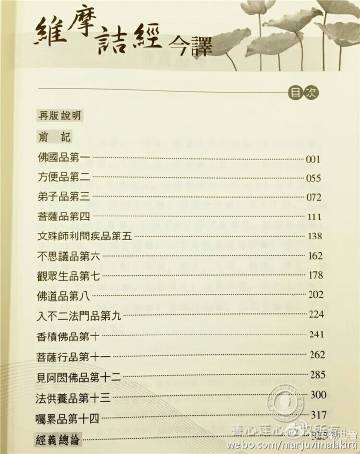 維摩詰經今譯
目次
再版說明
前記
佛國品第一 001
方便品第二 055
弟子品第三 072
菩薩品第四 111
文殊師利問疾品第五 138
不思議品第六 162
觀眾生品第七 178
佛道品第八 202
入不二法門品第九 224
香積佛品第十 241
菩薩行品第十一 262
見阿閦佛品第十二 285
法供養品第十三 300
囑累品第十四 317
經義總論